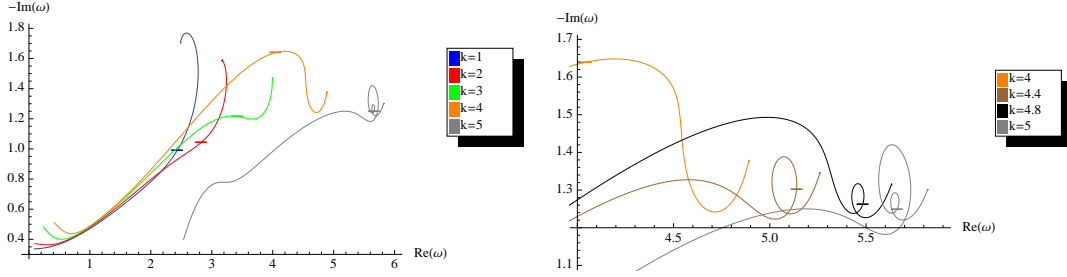 −Im(ω)
1.8
1.6
1.4
1.2
1.0
0.8
0.6
0.4
1 2 3 4 5 6
Re(ω)
k=1
k=2
k=3
k=4
k=5
−Im(ω)
1.7
1.6
1.5
1.4
1.3
1.1
4.5 5.0 5.5
Re(ω)
k=4
k=4.4
k=4.8
k=5